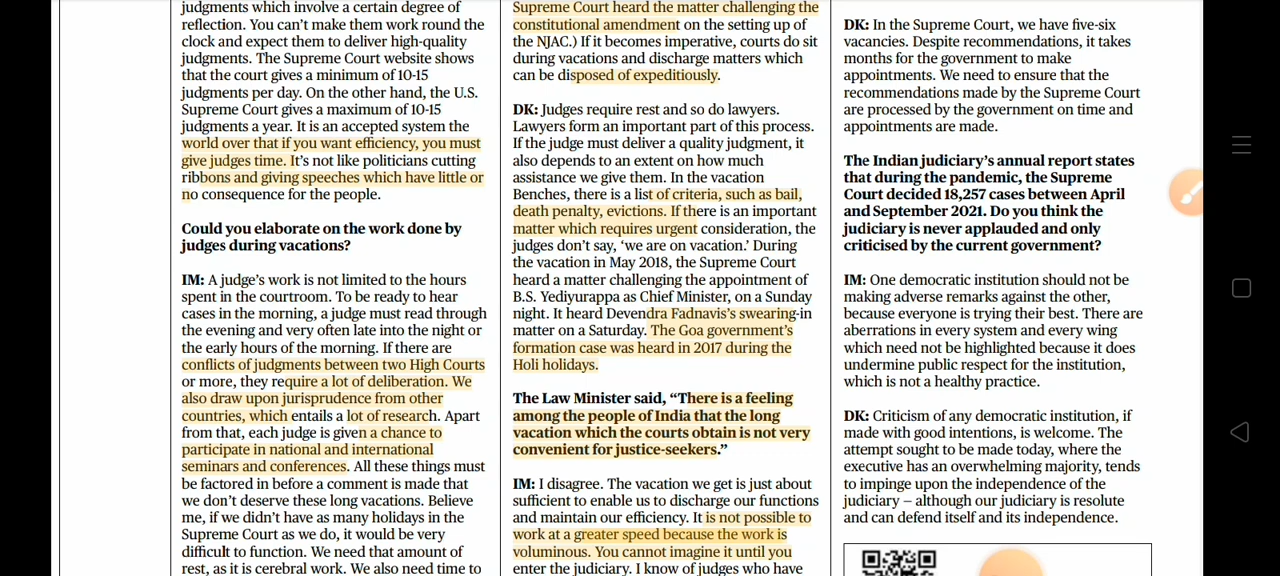 judgments which involve a certain degree of
reflection. You can't make them work round the
clock and expect them to deliver high-quality
judgments. The Supreme Court website shows
that the court gives a minimum of 10-15
judgments per day. On the other hand, the U.S.
Supreme Court gives a maximum of 10-15
judgments a year. It is an accepted system the
world over that if you want efficiency, you must
give judges time. It's not like politicians cutting
ribbons and giving speeches which have little or
no consequence for the people.
Could you elaborate on the work done by
judges during vacations?
IM: A judge's work is not limited to the hours
spent in the courtroom. To be ready to hear
cases in the morning, a judge must read through
the evening and very often late into the night or
the early hours of the morning. If there are
conflicts of judgments between two High Courts
or more, they require a lot of deliberation. We
also draw upon jurisprudence from other
countries, which entails a lot of research. Apart
from that, each judge is given a chance to
participate in national and international
seminars and conferences. All these things must
be factored in before a comment is made that
we don't deserve these long vacations. Believe
me, if we didn't have as many holidays in the
Supreme Court as we do, it would be very
difficult to function. We need that amount of
rest, as it is cerebral work. We also need time to
Supreme Court heard the matter challenging the
constitutional amendment on the setting up of
the NJAC.) If it becomes imperative, courts do sit
during vacations and discharge matters which
can be disposed of expeditiously.
DK: Judges require rest and so do lawyers.
Lawyers form an important part of this process.
If the judge must deliver a quality judgment, it
also depends to an extent on how much
assistance we give them. In the vacation
Benches, there is a list of criteria, such as bail,
death penalty, evictions. If there is an important
matter which requires urgent consideration, the
judges don't say, 'we are on vacation.' During
the vacation in May 2018, the Supreme Court
heard a matter challenging the appointment of
B.S. Yediyurappa as Chief Minister, on a Sunday
night. It heard Devendra Fadnavis's swearing-in
matter on a Saturday. The Goa government's
formation case was heard in 2017 during the
Holi holidays.
The Law Minister said, "There is a feeling
among the people of India that the long
vacation which the courts obtain is not very
convenient for justice-seekers."
IM: I disagree. The vacation we get is just about
sufficient to enable us to discharge our functions
and maintain our efficiency. It is not possible to
work at a greater speed because the work is
voluminous. You cannot imagine it until you
enter the judiciary. I know of judges who have
DK: In the Supreme Court, we have five-six
vacancies. Despite recommendations, it takes
months for the government to make
appointments. We need to ensure that the
recommendations made by the Supreme Court
are processed by the government on time and
appointments are made.
The Indian judiciary's annual report states
that during the pandemic, the Supreme
Court decided 18,257 cases between April
and September 2021. Do you think the
judiciary is never applauded and only
criticised by the current government?
IM: One democratic institution should not be
making adverse remarks against the other,
because everyone is trying their best. There are
aberrations in every system and every wing
which need not be highlighted because it does
undermine public respect for the institution,
which is not a healthy practice.
DK: Criticism of any democratic institution, if
made with good intentions, is welcome. The
attempt sought to be made today, where the
executive has an overwhelming majority, tends
to impinge upon the independence of the
judiciary – although our judiciary is resolute
and can defend itself and its independence.